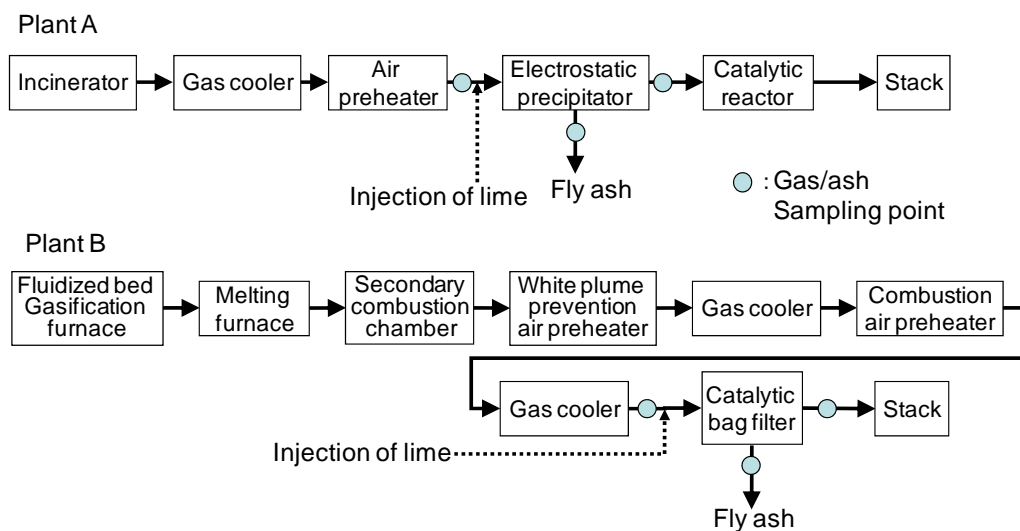 Plant A
Incinerator
Gas cooler
Air
preheater
Electrostatic
precipitator
Catalytic
reactor
Stack
Injection of lime
Fly ash
: Gas/ash
Sampling point
Plant B
Fluidized bed
Gasification
furnace
Melting
furnace
Secondary
combustion
chamber
White plume
prevention
air preheater
Gas cooler
Combustion
air preheater
Gas cooler
Catalytic
bag filter
Stack
Injection of lime
Fly ash